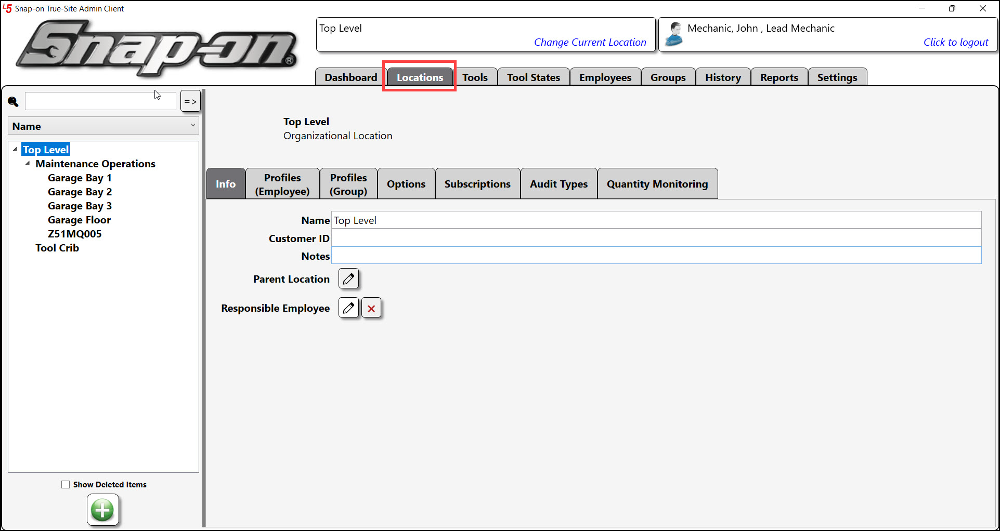 L5 Snap-on True-Site Admin Client
Snap-on®
Top Level
Change Current Location
Mechanic, John , Lead Mechanic
Click to logout
Dashboard Locations Tools Tool States Employees Groups History Reports Settings
=>
Name
Top Level
Maintenance Operations
Garage Bay 1
Garage Bay 2
Garage Bay 3
Garage Floor
Z51MQ005
Tool Crib
Show Deleted Items
Top Level
Organizational Location
Info
Profiles
(Employee)
Profiles
(Group)
Options
Subscriptions
Audit Types
Quantity Monitoring
Name Top Level
Customer ID
Notes
Parent Location
Responsible Employee